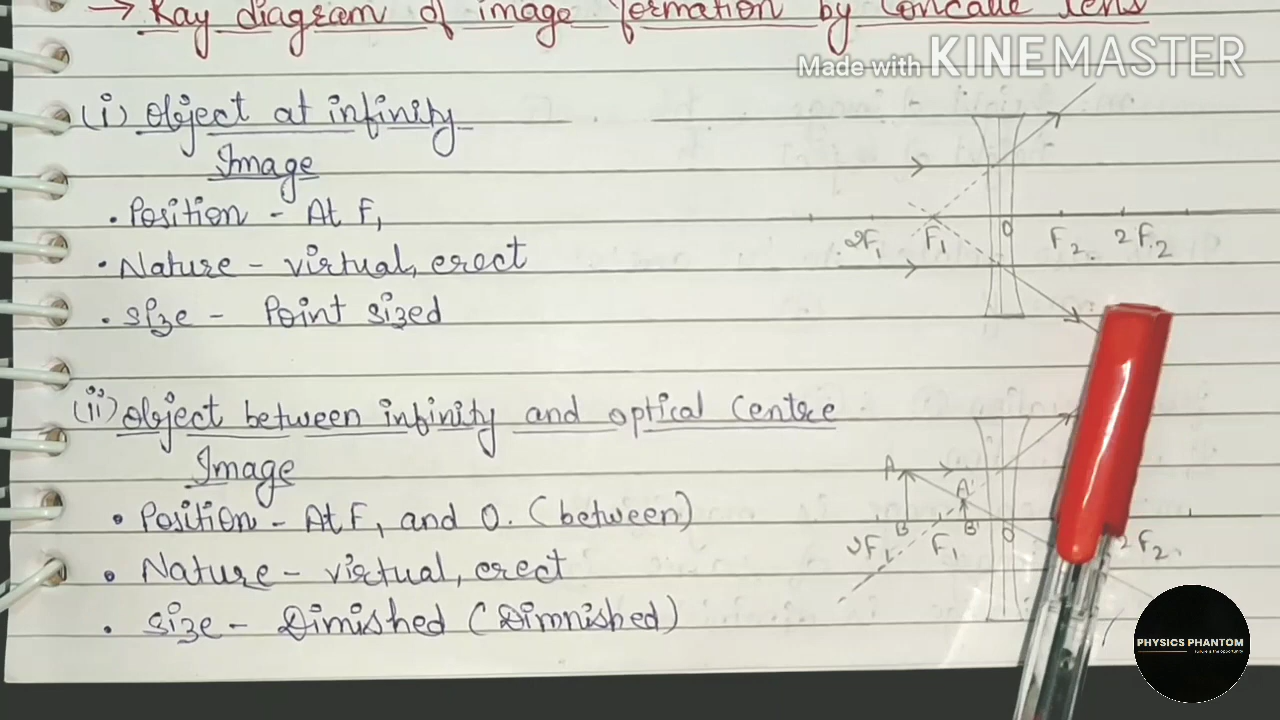 → Ray diagram of image formation by Concave lens
Made with KINEMASTER
(i) Object at infinity
Image
• Position - At F₁
• Nature - virtual, erect
• Size - Point sized
2F₁ F₁ O F₂ 2F₂
(ii) Object between infinity and optical Centre
Image
• Position - At F₁ and O. (between)
• Nature - virtual, erect
• Size - Dimished (Dimnished)
A A'
B B'
2F₁ F₁ O 2F₂
PHYSICS PHANTOM